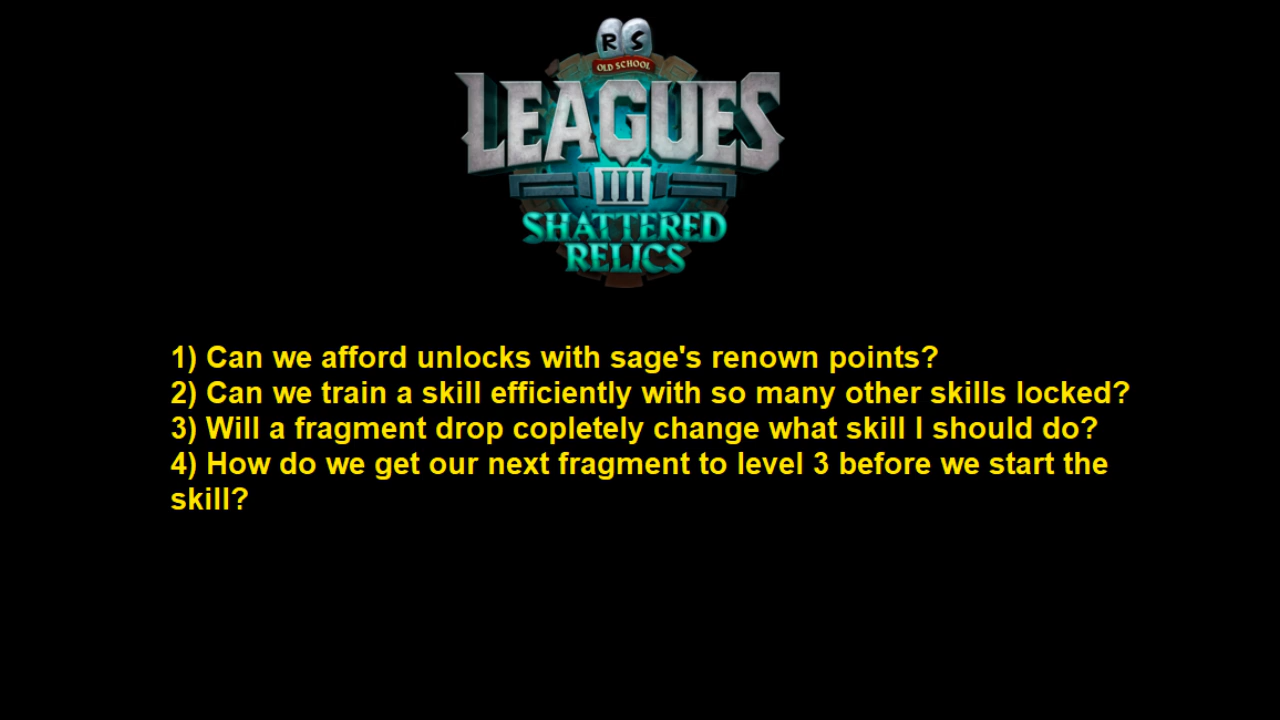 RS
OLD SCHOOL
LEAGUES
III
SHATTERED
RELICS
1) Can we afford unlocks with sage's renown points?
2) Can we train a skill efficiently with so many other skills locked?
3) Will a fragment drop copletely change what skill I should do?
4) How do we get our next fragment to level 3 before we start the
skill?